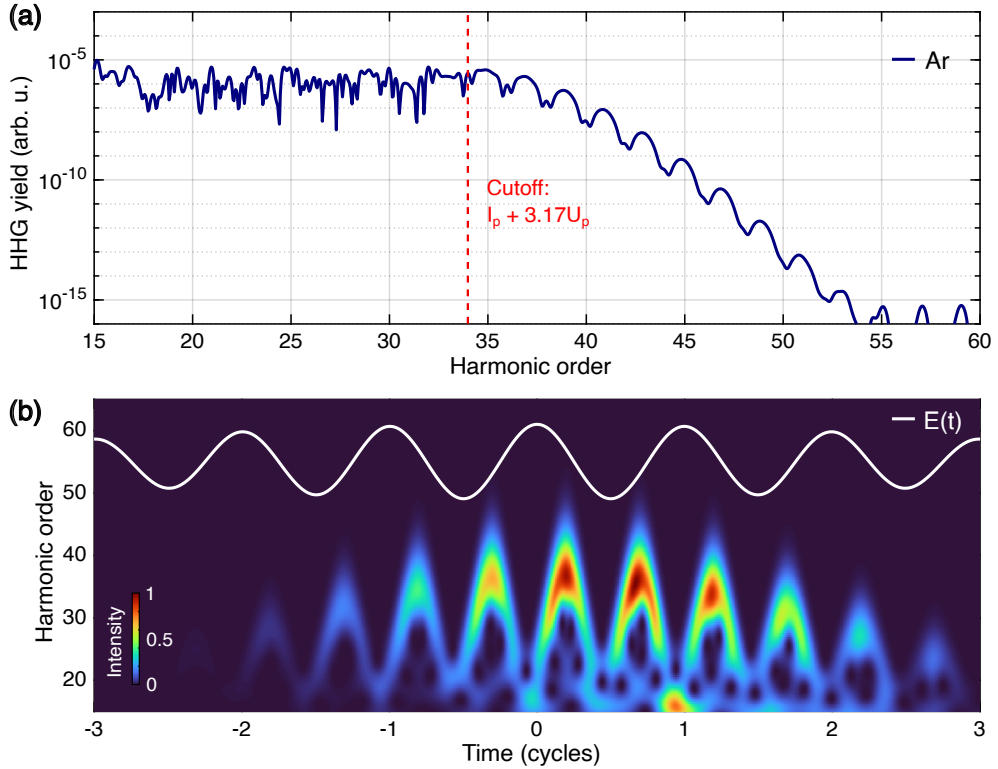 (a)
HHG yield (arb. u.)
10⁻⁵
10⁻¹⁰
10⁻¹⁵
Ar
Cutoff:
Iₚ + 3.17Uₚ
15 20 25 30 35 40 45 50 55 60
Harmonic order
(b)
Harmonic order
60
50
40
30
20
E(t)
Intensity
1
0.5
0
-3 -2 -1 0 1 2 3
Time (cycles)